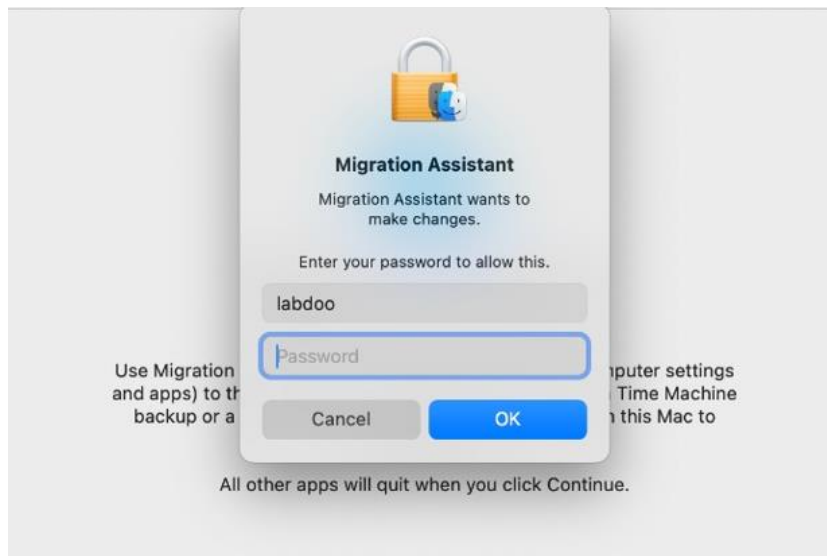 Migration Assistant
Migration Assistant wants to
make changes.
Enter your password to allow this.
labdoo
Password
Use Migration
and apps) to
backup or a
settings
Time Machine
this Mac to
Cancel
OK
All other apps will quit when you click Continue.